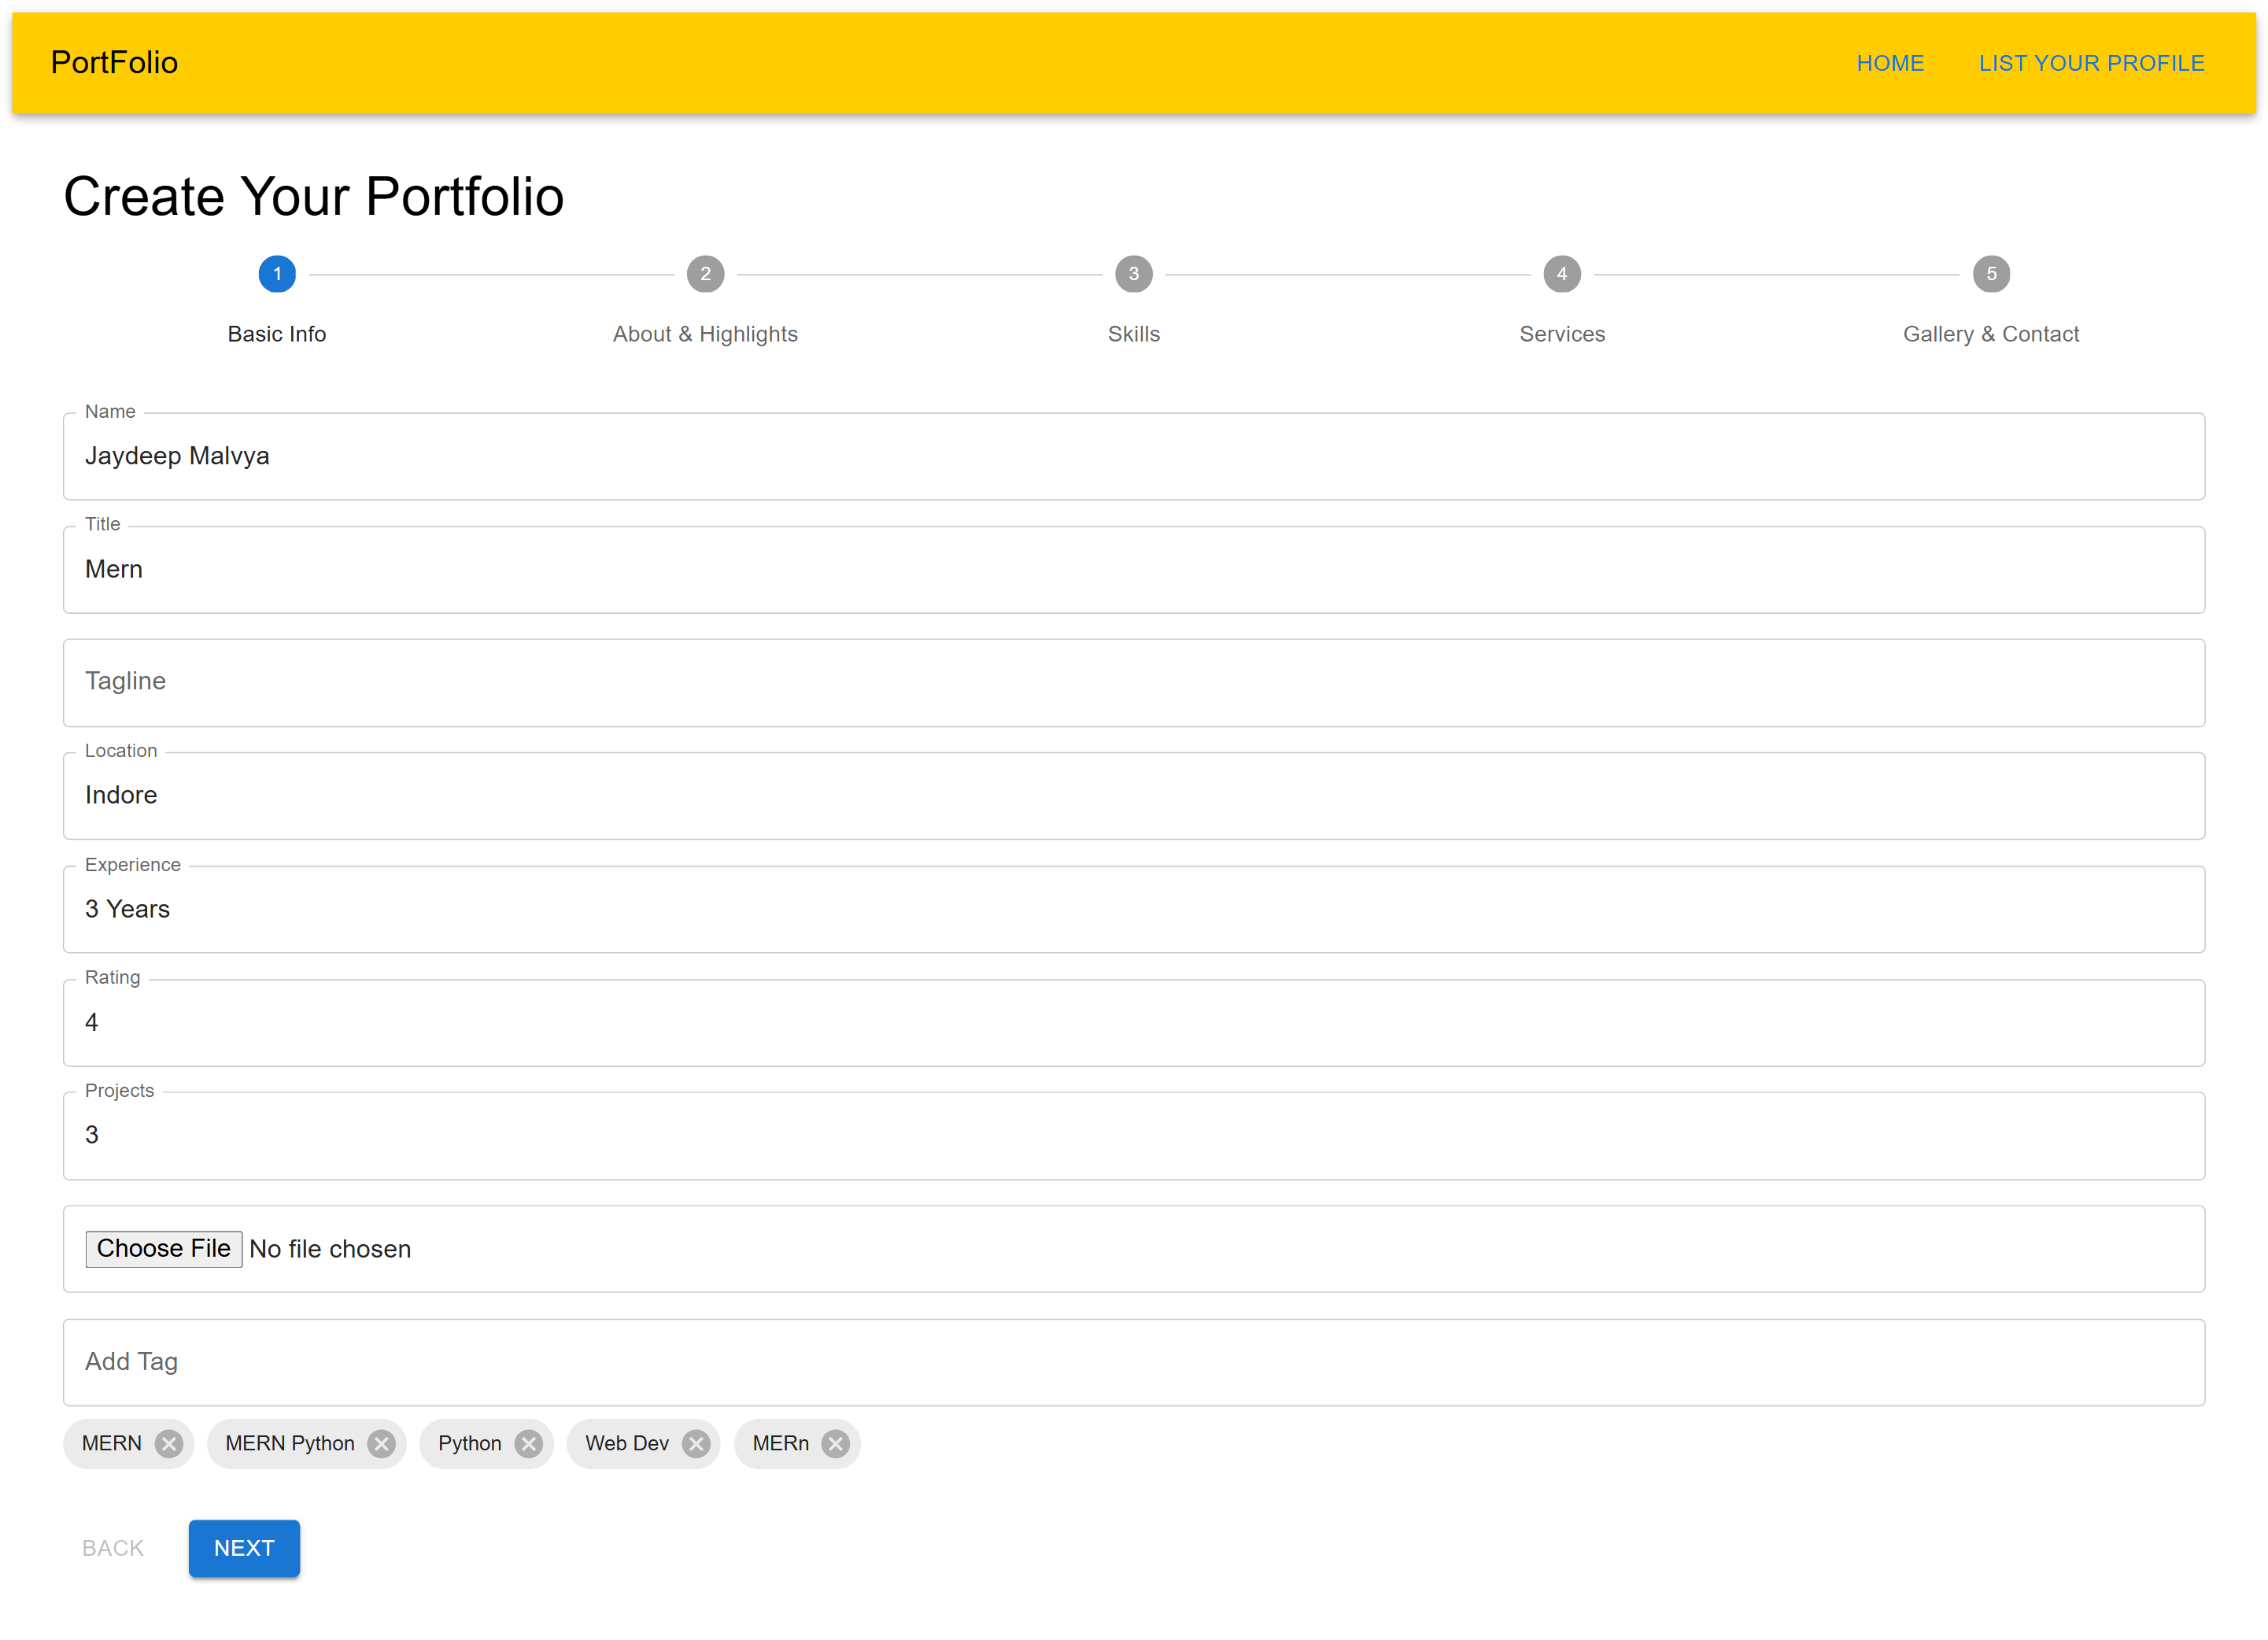 PortFolio HOME LIST YOUR PROFILE
Create Your Portfolio
1 2 3 4 5
Basic Info About & Highlights Skills Services Gallery & Contact
Name
Jaydeep Malvya
Title
Mern
Tagline
Location
Indore
Experience
3 Years
Rating
4
Projects
3
Choose File No file chosen
Add Tag
MERN MERN Python Python Web Dev MERn
BACK NEXT